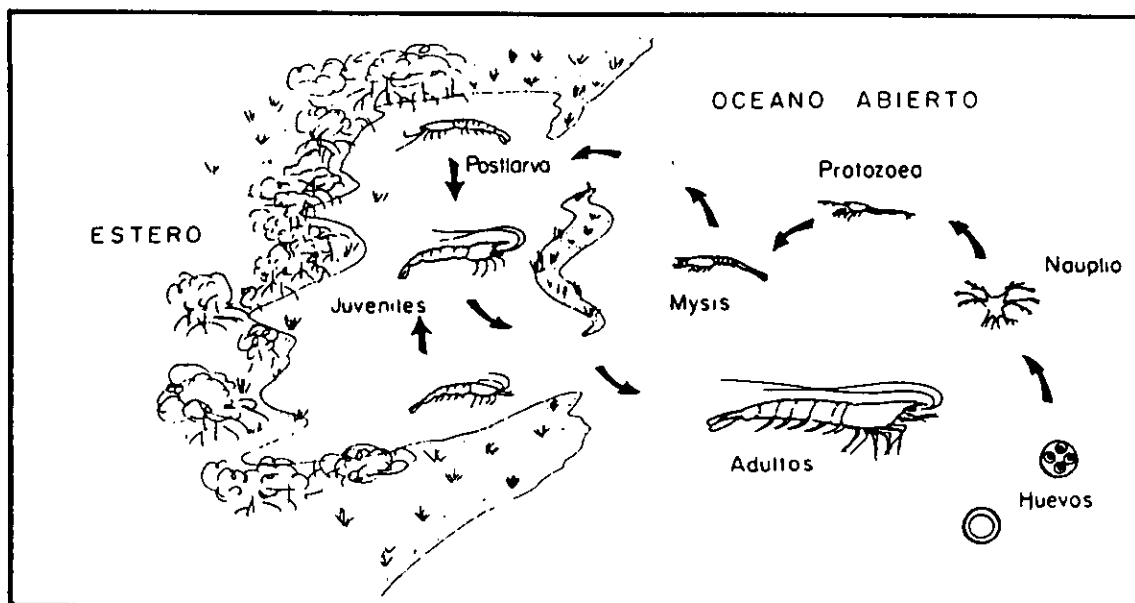 OCEANO ABIERTO
Postlarva
Protozoea
ESTERO
Nauplio
Juveniles
Mysis
Adultos
Huevos